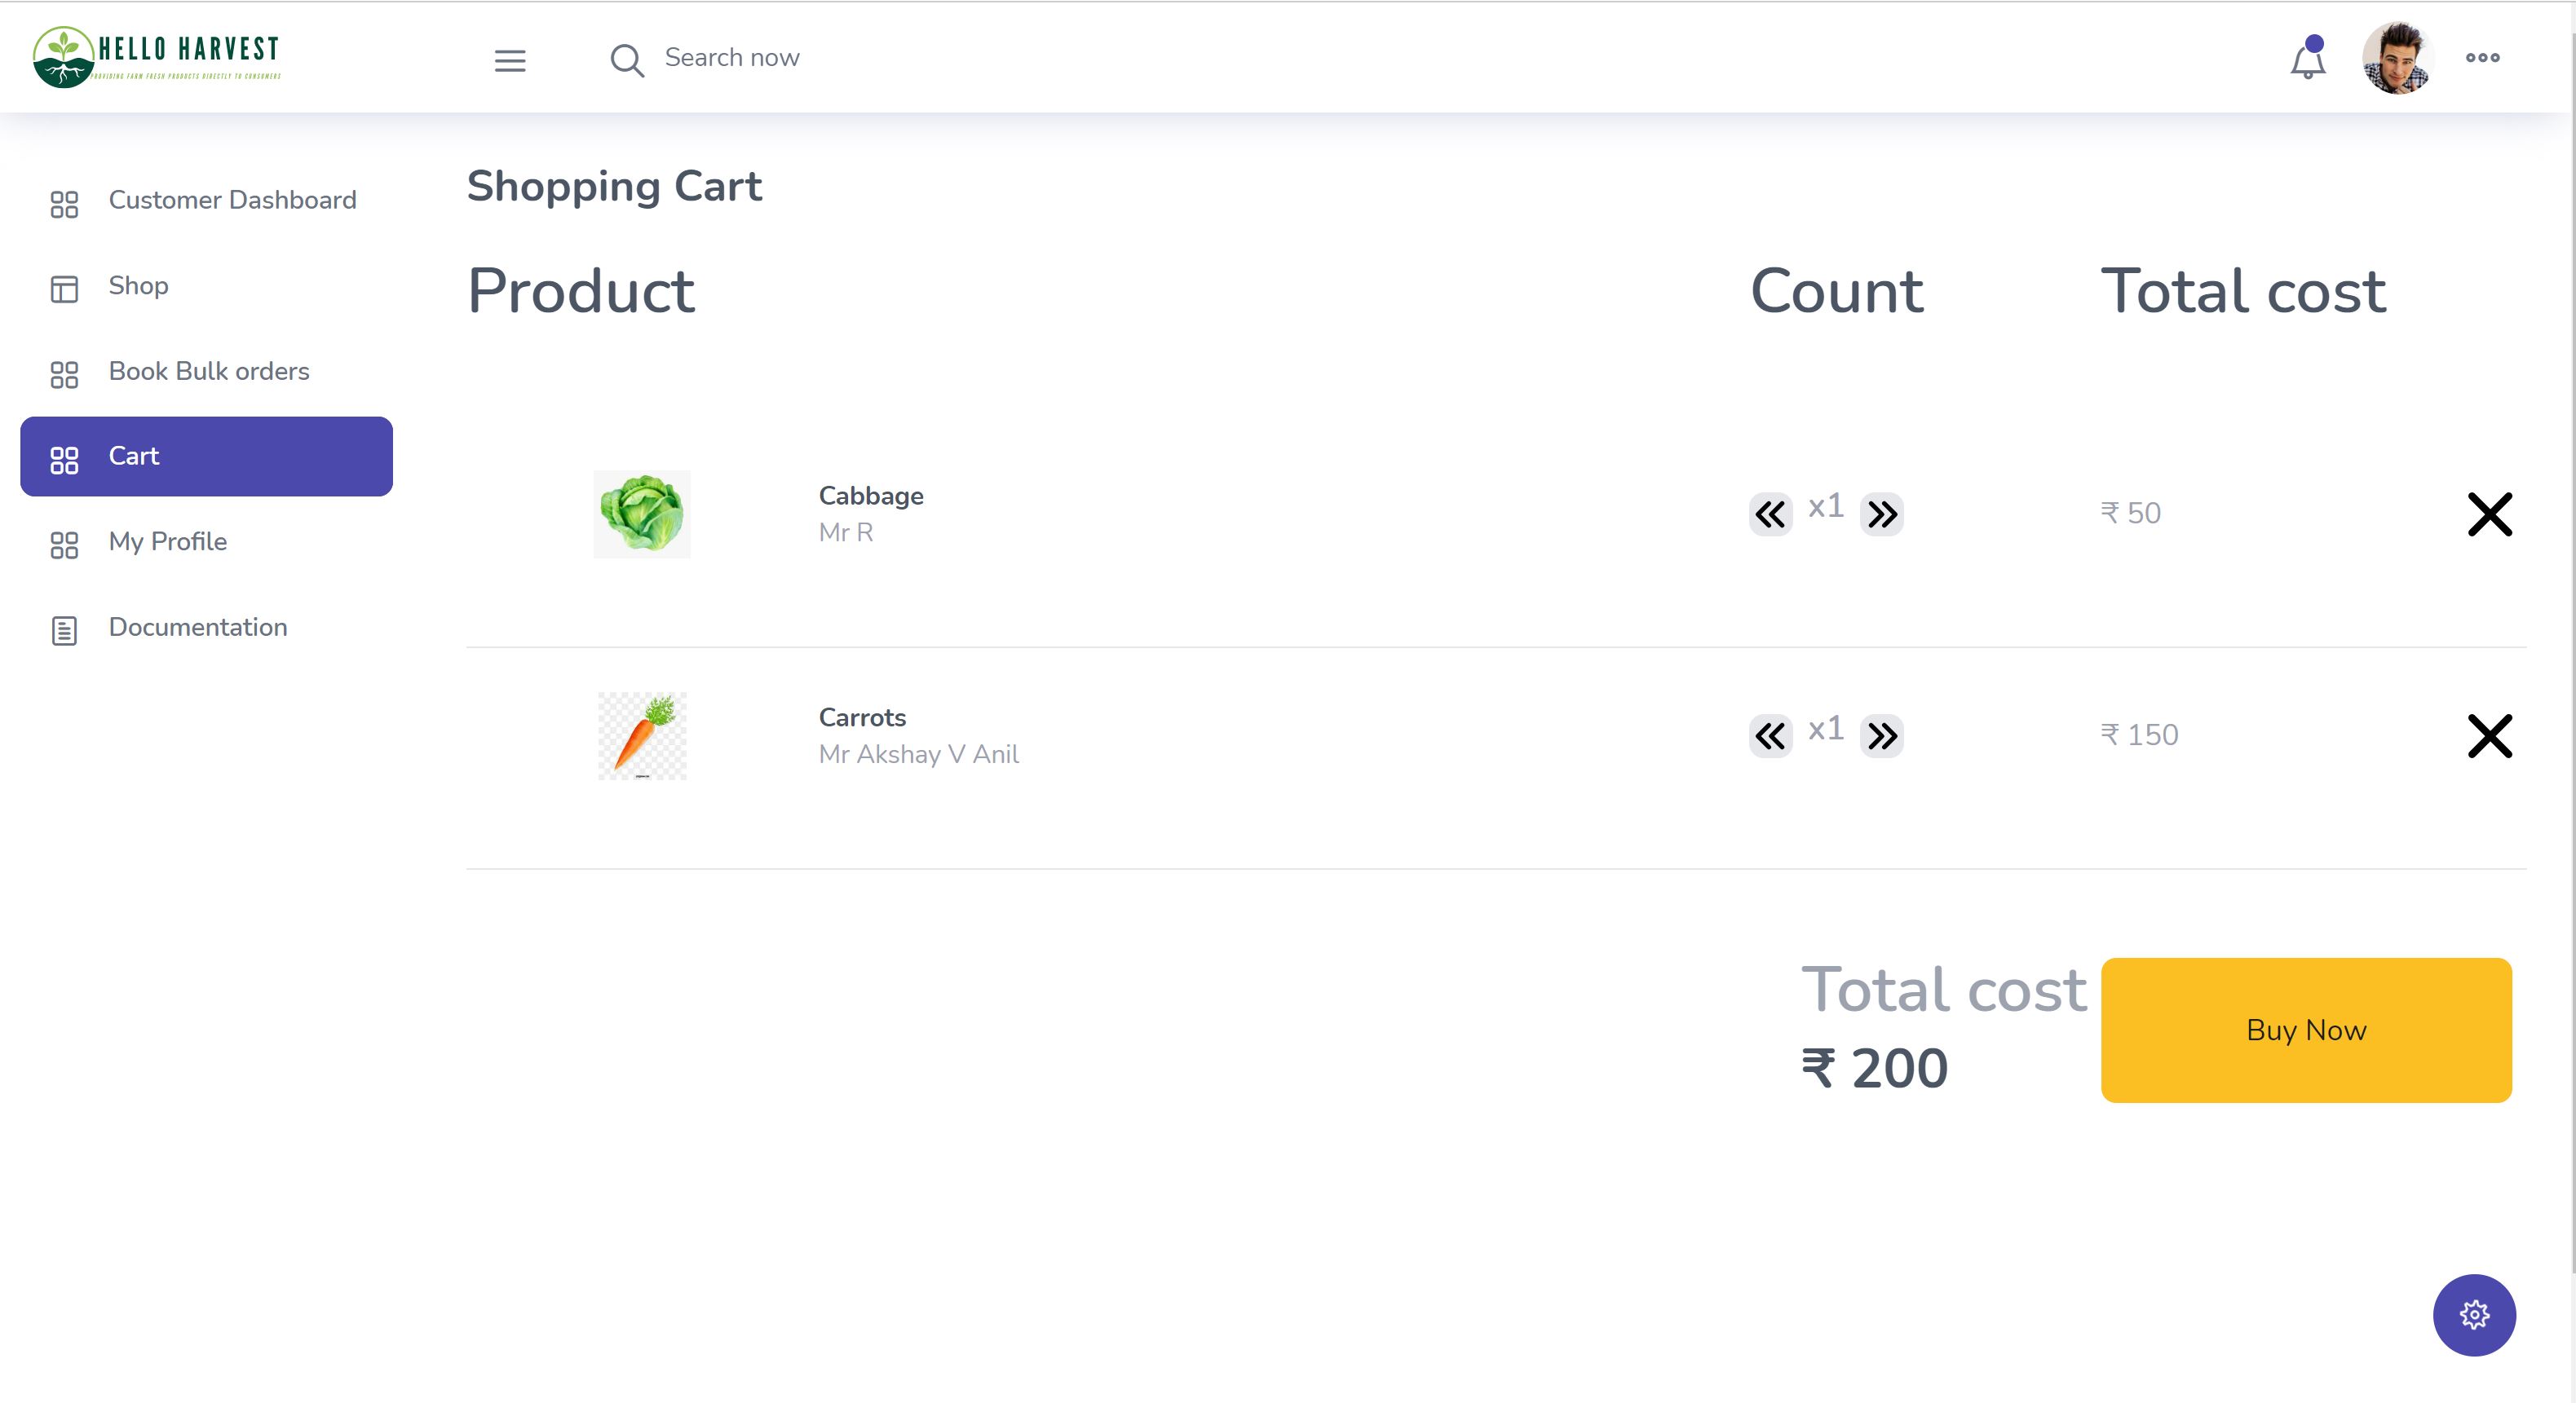 HELLO HARVEST
PROVIDING FARM FRESH PRODUCTS DIRECTLY TO CONSUMERS
Search now
Customer Dashboard
Shop
Book Bulk orders
Cart
My Profile
Documentation
Shopping Cart
Product Count Total cost
Cabbage
Mr R
x1
₹ 50
Carrots
Mr Akshay V Anil
x1
₹ 150
Total cost
₹ 200
Buy Now